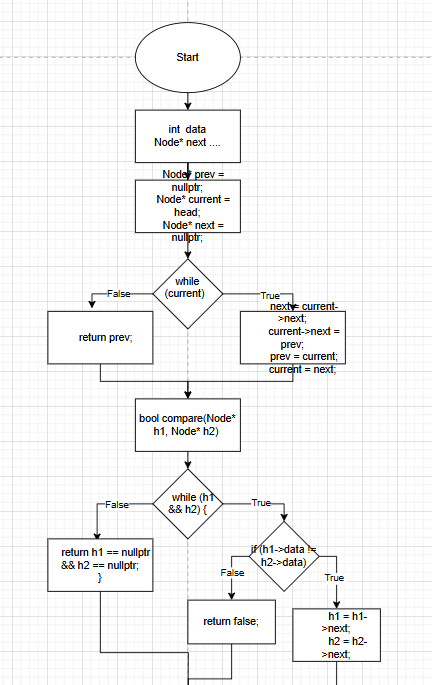 Start
int  data
Node* next ....
Node* prev =
nullptr;
Node* current =
head;
Node* next =
nullptr;
while
(current)
False
True
return prev;
next = current-
>next;
current->next =
prev;
prev = current;
current = next;
bool compare(Node*
h1, Node* h2)
while (h1
&& h2) {
False
True
return h1 == nullptr
&& h2 == nullptr;
}
if (h1->data !=
h2->data)
False
True
return false;
h1 = h1-
>next;
h2 = h2-
>next;